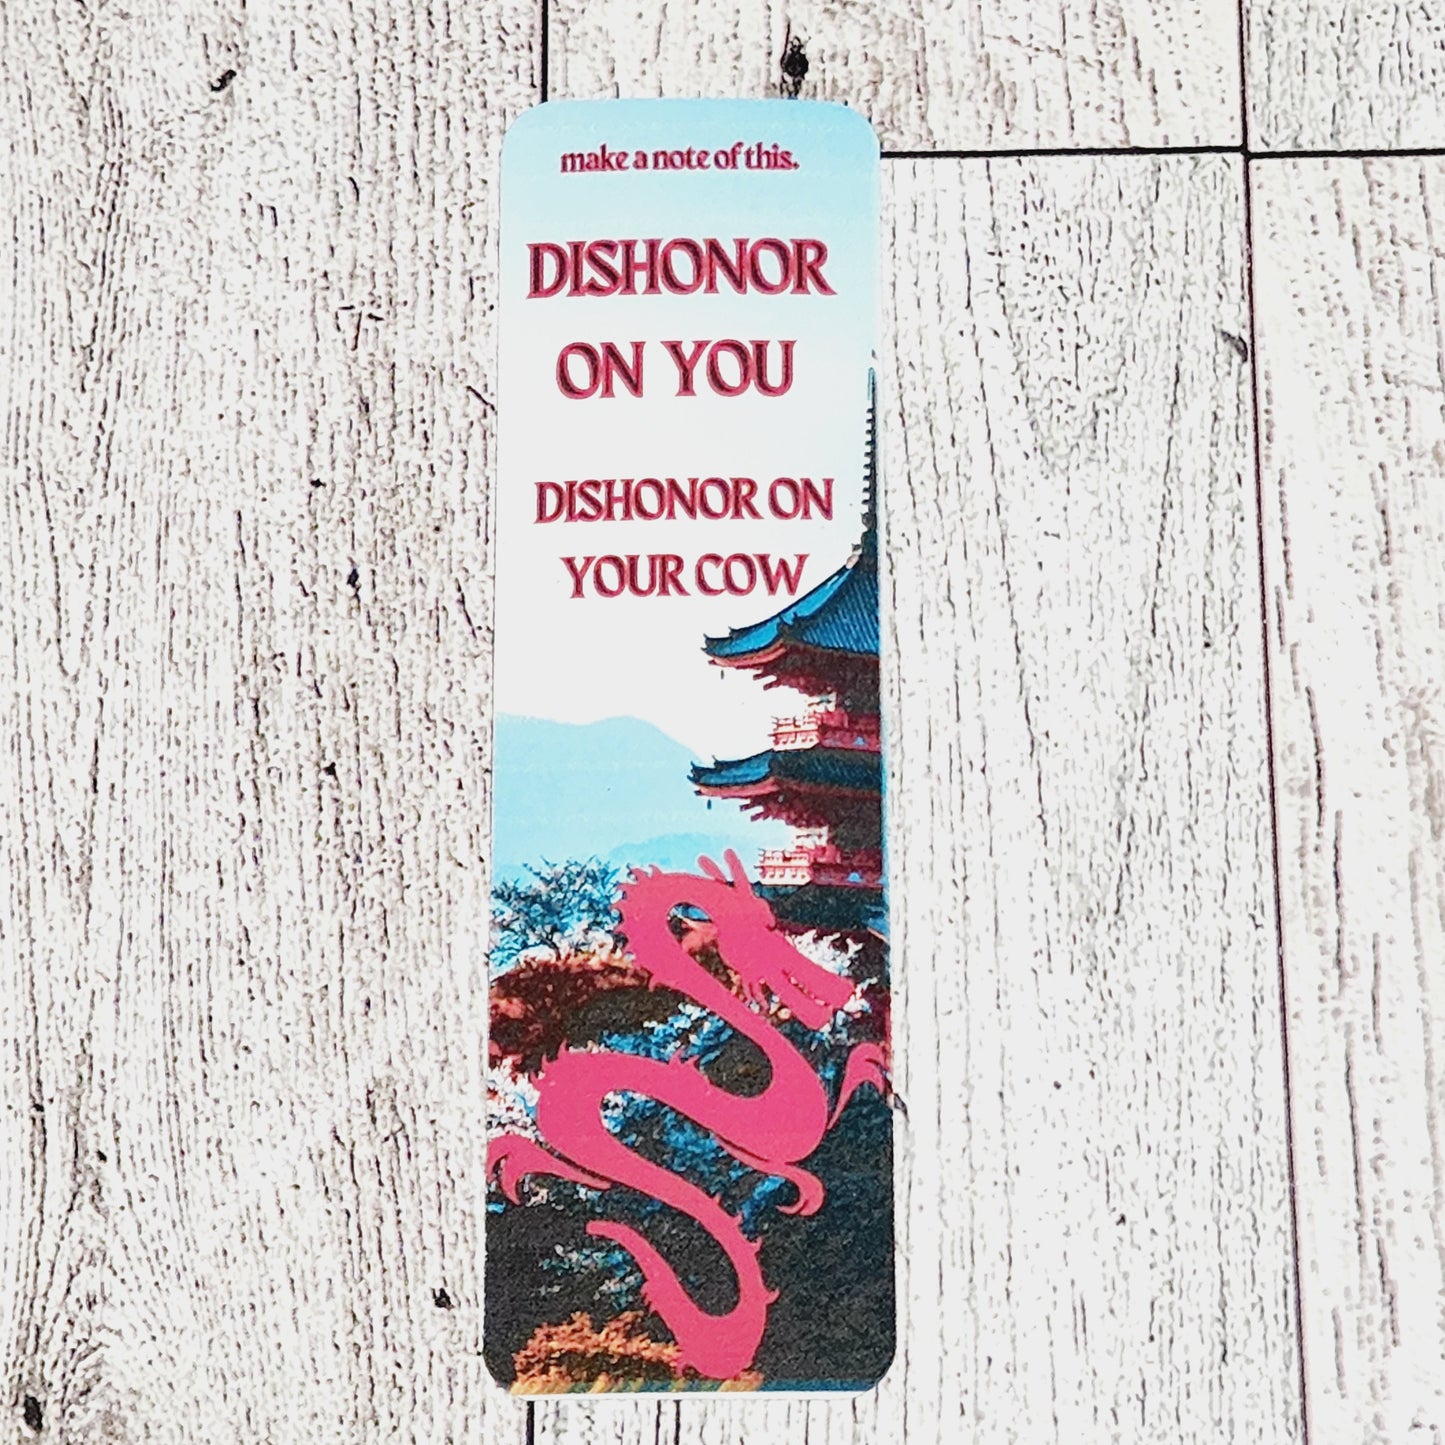 make a note of this.
DISHONOR
ON YOU
DISHONOR ON
YOUR COW